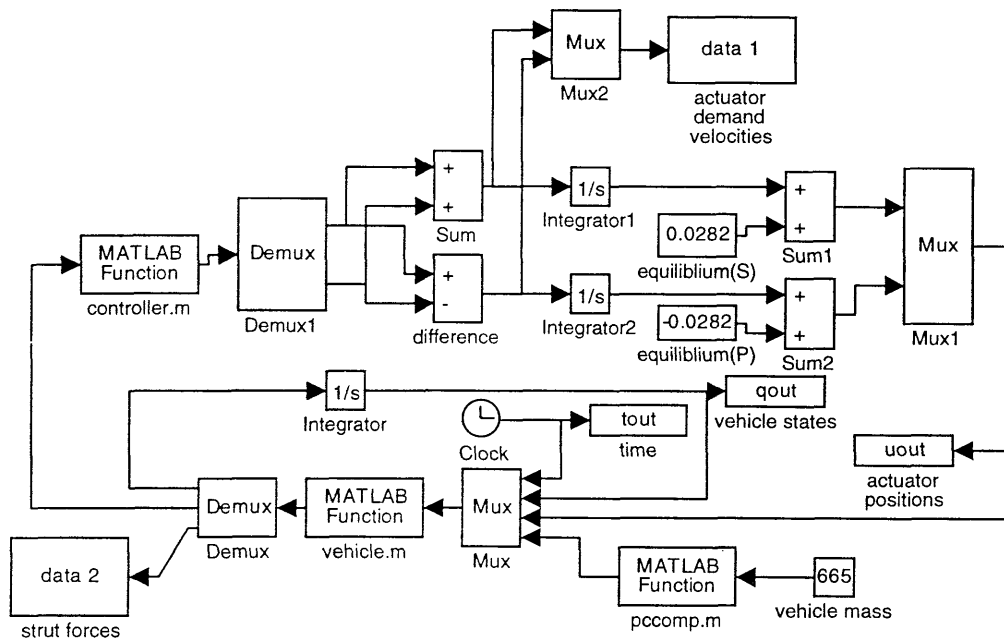 Mux
Mux2
data 1
actuator
demand
velocities
+
+
Sum
1/s
Integrator1
0.0282
equiliblium(S)
+
+
Sum1
Mux
Mux1
MATLAB
Function
controller.m
Demux
Demux1
+
-
difference
1/s
Integrator2
-0.0282
equiliblium(P)
+
+
Sum2
1/s
Integrator
Clock
tout
time
qout
vehicle states
uout
actuator
positions
Demux
Demux
MATLAB
Function
vehicle.m
Mux
Mux
data 2
strut forces
MATLAB
Function
pccomp.m
665
vehicle mass